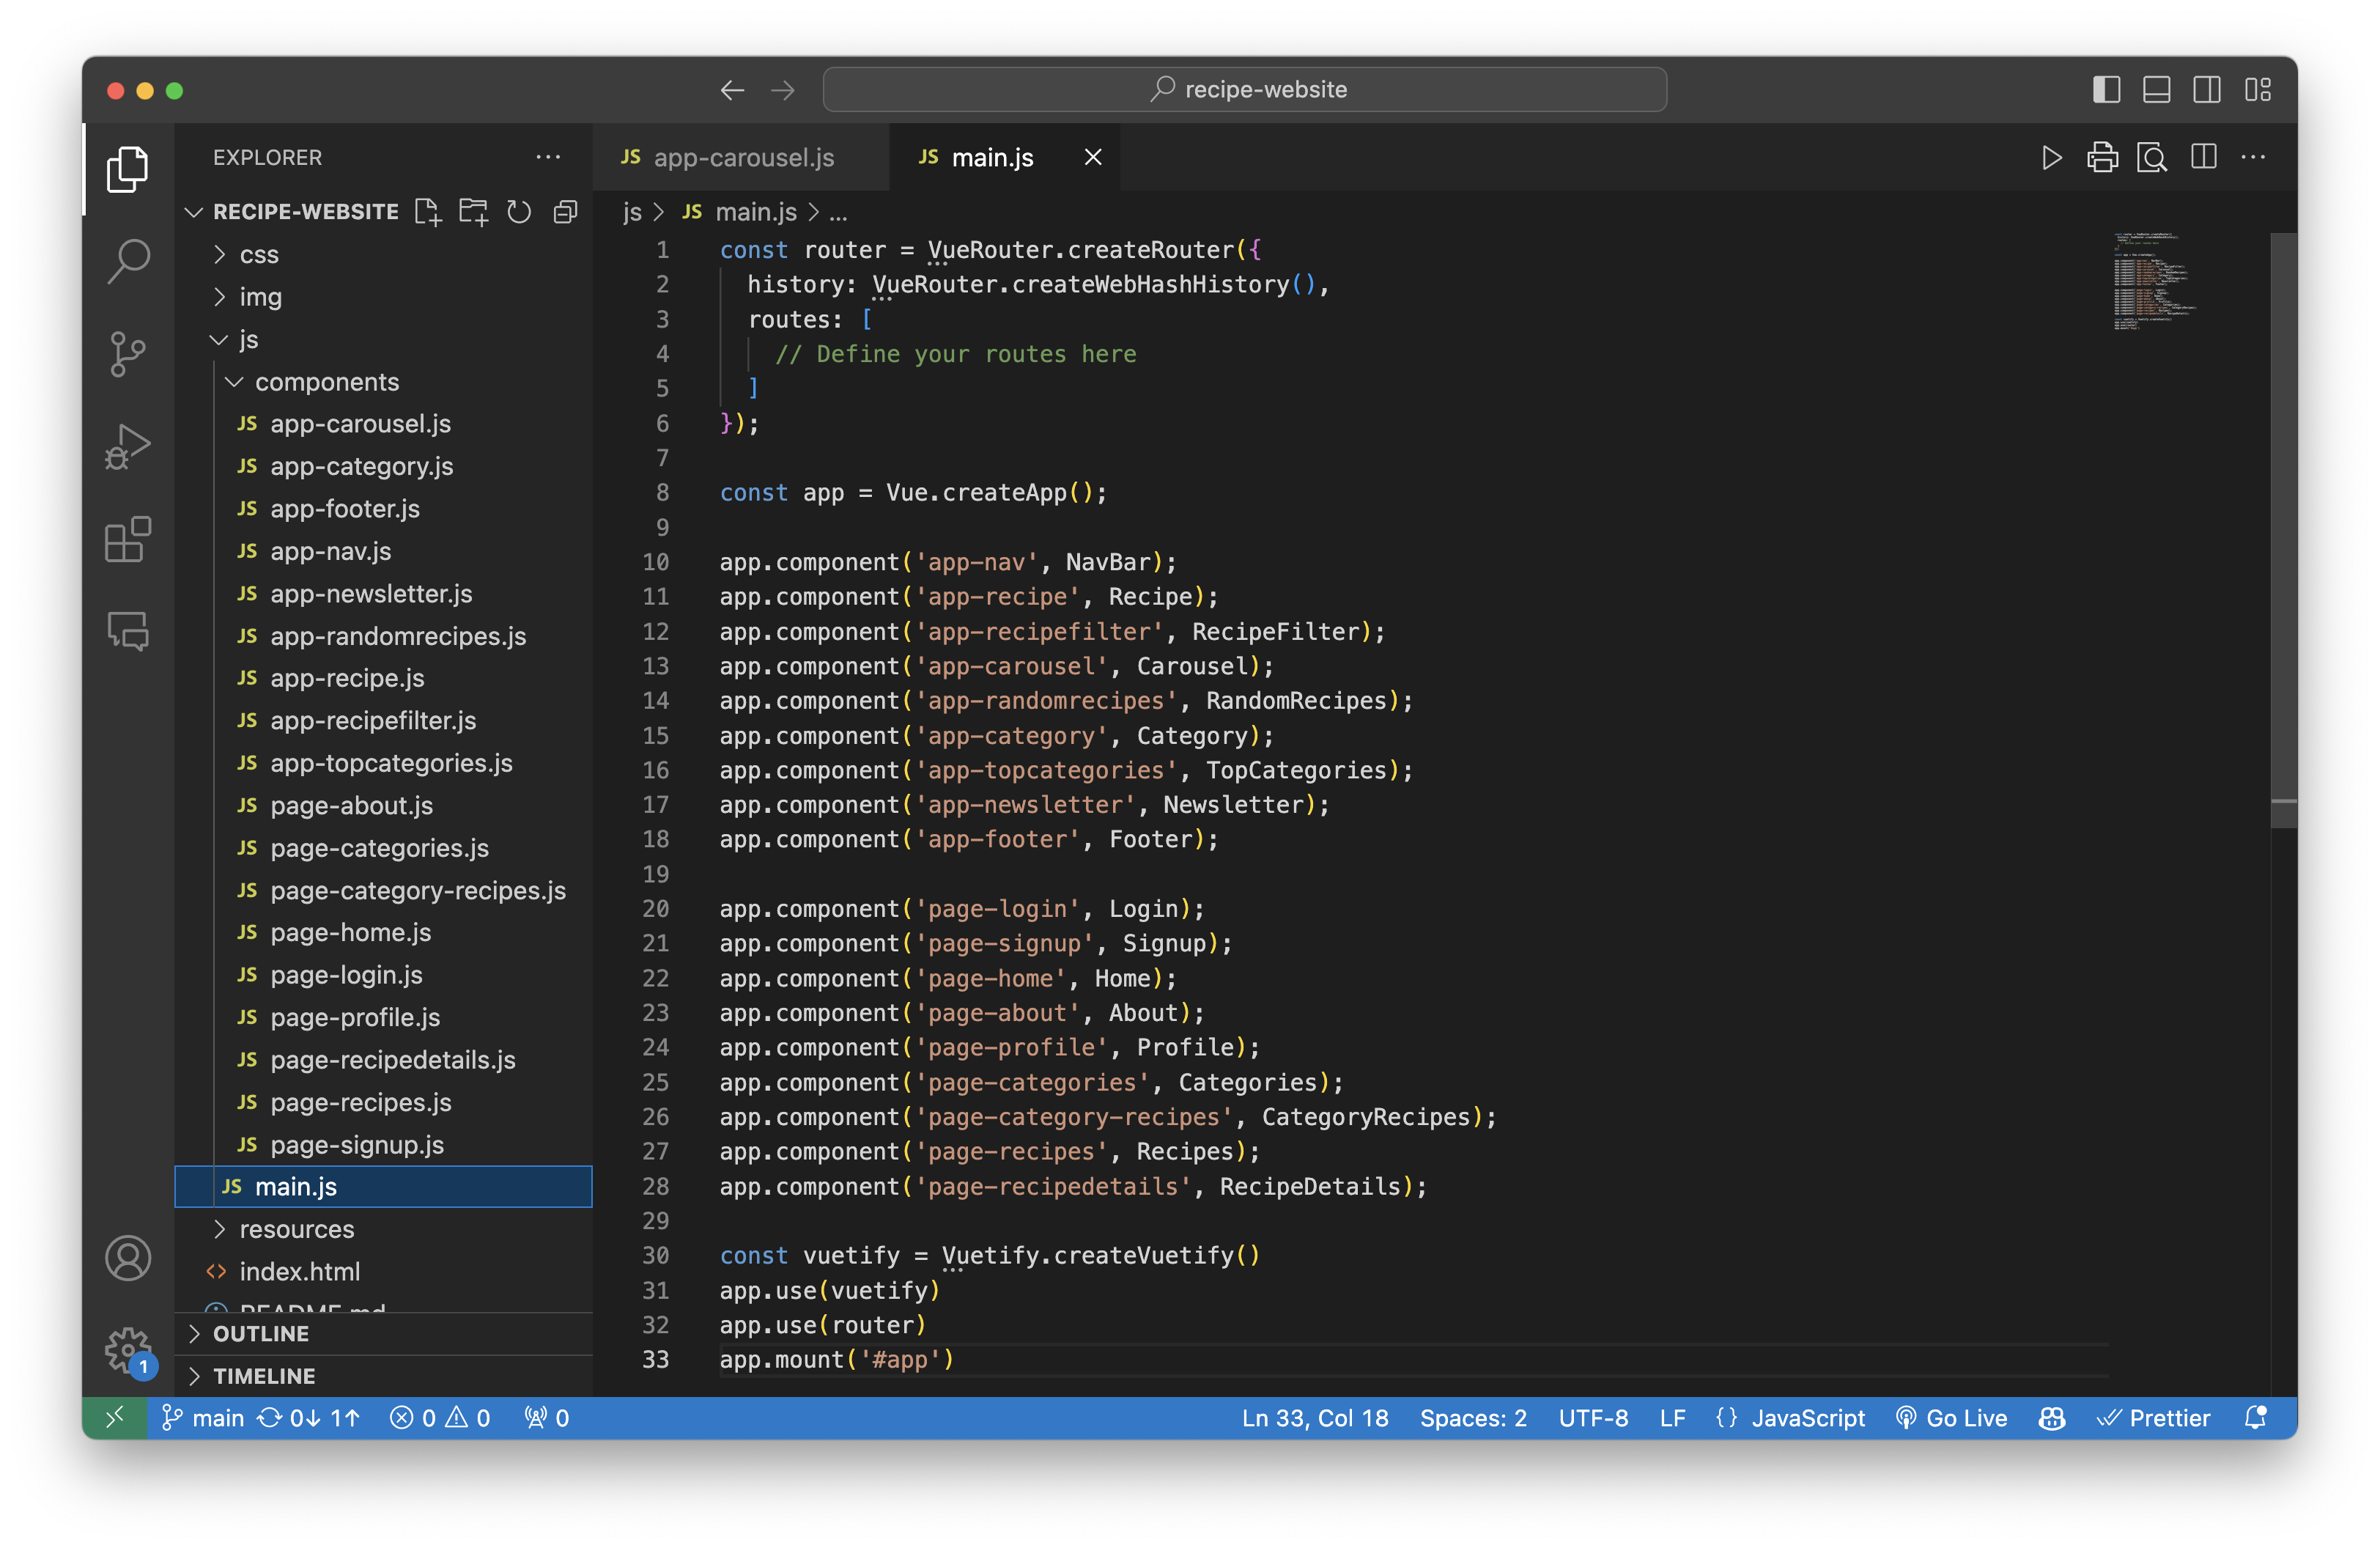 recipe-website
EXPLORER
RECIPE-WEBSITE
css
img
js
components
JS app-carousel.js
JS app-category.js
JS app-footer.js
JS app-nav.js
JS app-newsletter.js
JS app-randomrecipes.js
JS app-recipe.js
JS app-recipefilter.js
JS app-topcategories.js
JS page-about.js
JS page-categories.js
JS page-category-recipes.js
JS page-home.js
JS page-login.js
JS page-profile.js
JS page-recipedetails.js
JS page-recipes.js
JS page-signup.js
JS main.js
resources
<> index.html
README.md
OUTLINE
TIMELINE
1
JS app-carousel.js
JS main.js
js > JS main.js > ...
1 const router = VueRouter.createRouter({
2 history: VueRouter.createWebHashHistory(),
3 routes: [
4 // Define your routes here
5 ]
6 });
7
8 const app = Vue.createApp();
9
10 app.component('app-nav', NavBar);
11 app.component('app-recipe', Recipe);
12 app.component('app-recipefilter', RecipeFilter);
13 app.component('app-carousel', Carousel);
14 app.component('app-randomrecipes', RandomRecipes);
15 app.component('app-category', Category);
16 app.component('app-topcategories', TopCategories);
17 app.component('app-newsletter', Newsletter);
18 app.component('app-footer', Footer);
19
20 app.component('page-login', Login);
21 app.component('page-signup', Signup);
22 app.component('page-home', Home);
23 app.component('page-about', About);
24 app.component('page-profile', Profile);
25 app.component('page-categories', Categories);
26 app.component('page-category-recipes', CategoryRecipes);
27 app.component('page-recipes', Recipes);
28 app.component('page-recipedetails', RecipeDetails);
29
30 const vuetify = Vuetify.createVuetify()
31 app.use(vuetify)
32 app.use(router)
33 app.mount('#app')
main 0↓ 1↑ 0 0 0 Ln 33, Col 18 Spaces: 2 UTF-8 LF {} JavaScript Go Live Prettier